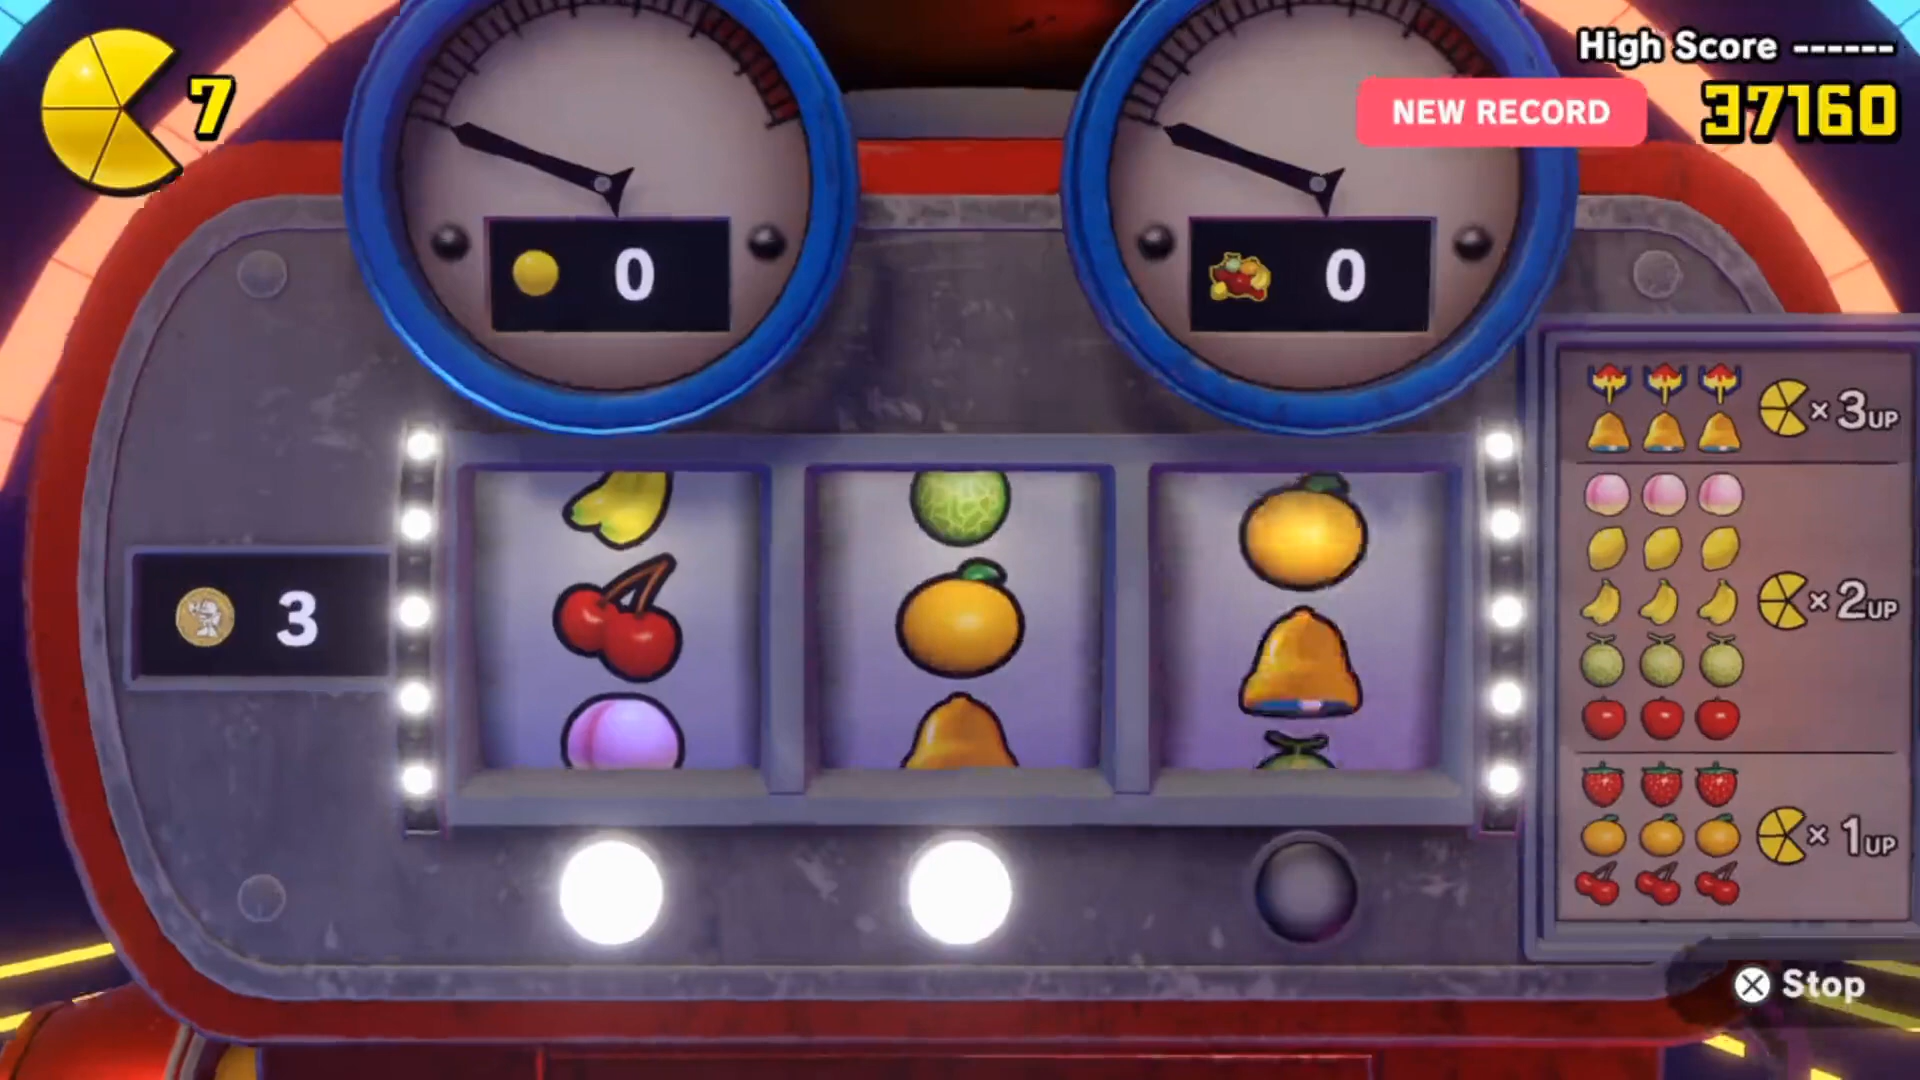 7
High Score ------
NEW RECORD
37160
0
0
3
× 3UP
× 2UP
× 1UP
Stop